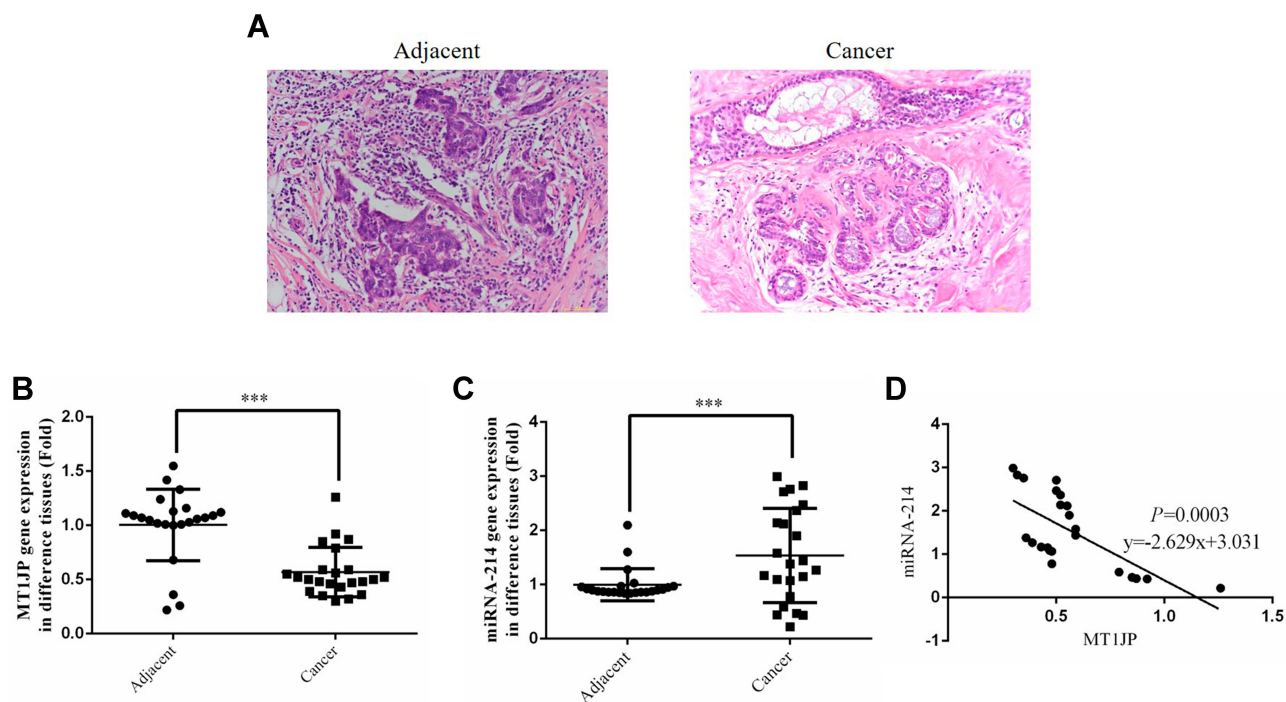 A
Adjacent
Cancer
B
MT1JP gene expression
in difference tissues (Fold)
2.0
1.5
1.0
0.5
0.0
***
Adjacent
Cancer
C
miRNA-214 gene expression
in difference tissues (Fold)
4
3
2
1
0
***
Adjacent
Cancer
D
miRNA-214
4
3
2
1
0
-1
P=0.0003
y=-2.629x+3.031
0.5
1.0
1.5
MT1JP